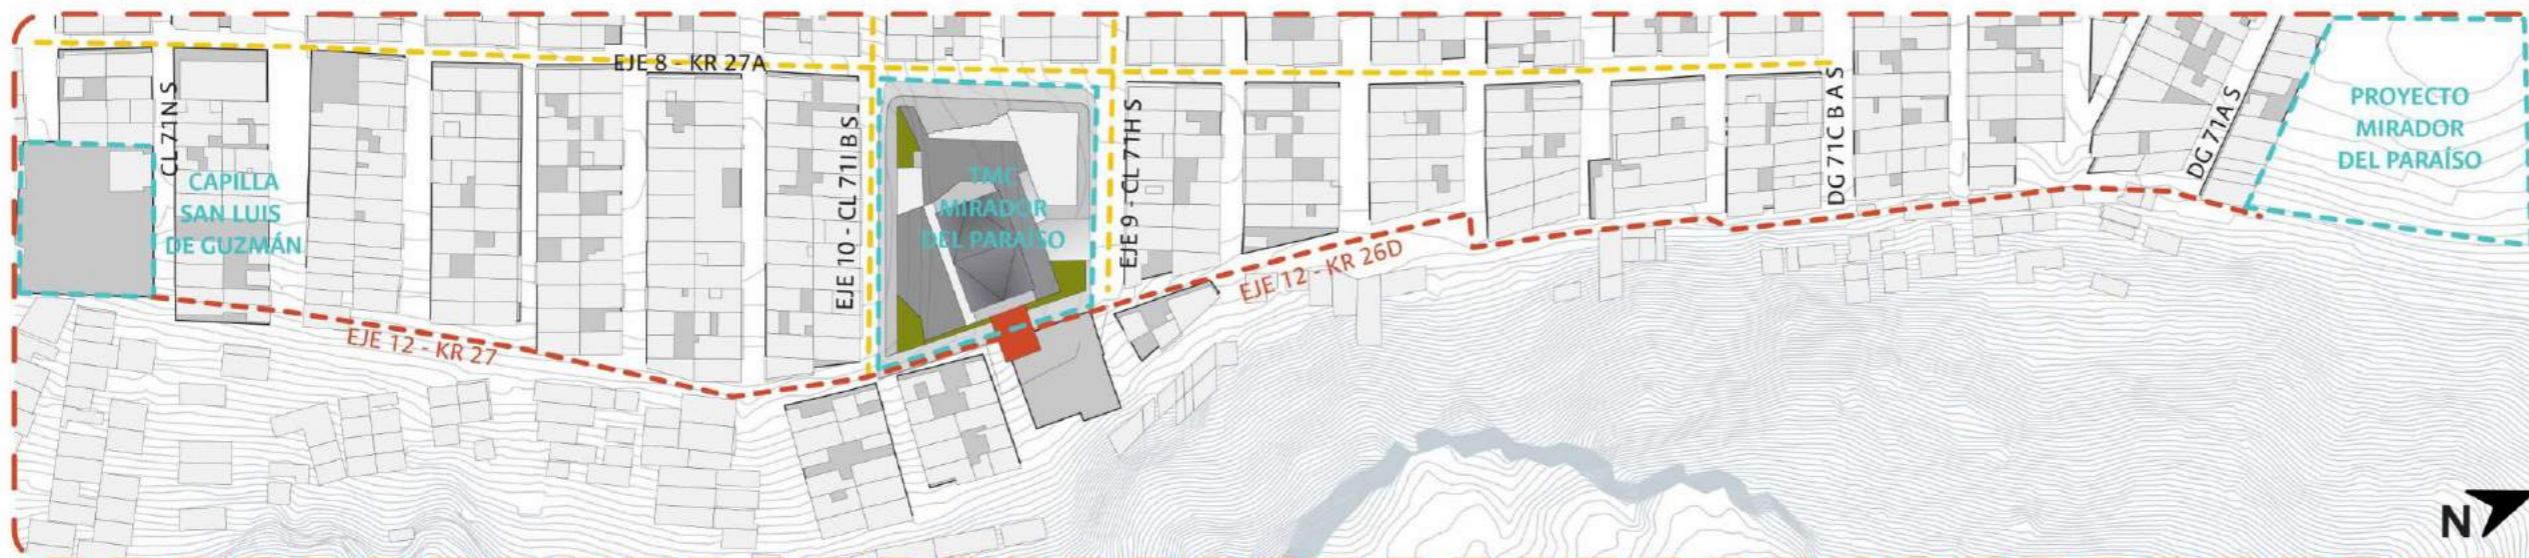 EJE 8 - KR 27A
CL 71N S
CAPILLA
SAN LUIS
DE GUZMÁN
EJE 12 - KR 27
EJE 10 - CL 71I B S
TMC
MIRADOR
DEL PARAÍSO
EJE 9 - CL 71H S
EJE 12 - KR 26D
DG 71C B A S
DG 71A S
PROYECTO
MIRADOR
DEL PARAÍSO
N